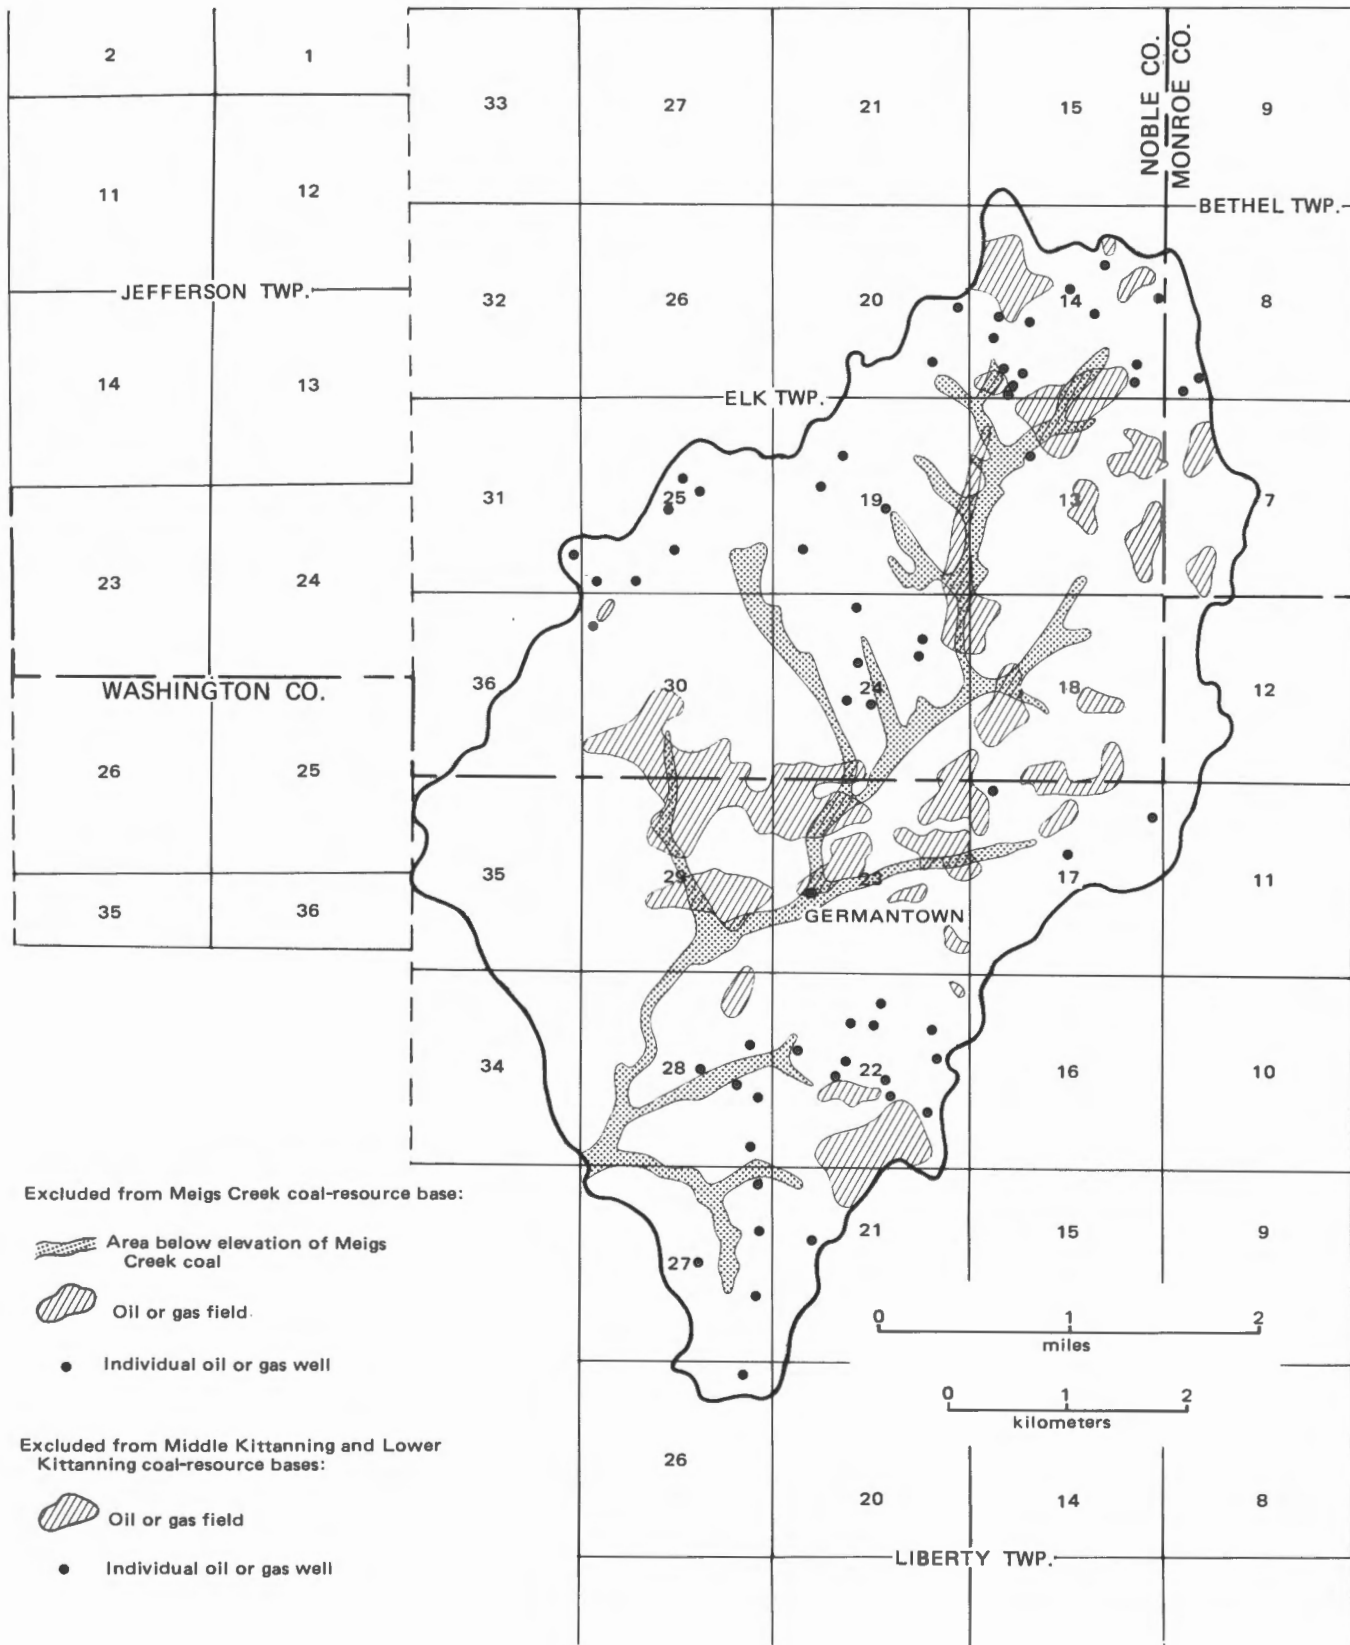 2 1
33 27 21 15 9
NOBLE CO.
MONROE CO.
11 12
BETHEL TWP.
JEFFERSON TWP.
32 26 20 14 8
14 13
ELK TWP.
31 25 19 13 7
23 24
36 30 24 18 12
WASHINGTON CO.
26 25
35 29 23 17 11
35 36
GERMANTOWN
34 28 22 16 10
Excluded from Meigs Creek coal-resource base:
Area below elevation of Meigs
Creek coal
Oil or gas field
Individual oil or gas well
27 21 15 9
0 1 2
miles
0 1 2
kilometers
Excluded from Middle Kittanning and Lower
Kittanning coal-resource bases:
Oil or gas field
Individual oil or gas well
26 20 14 8
LIBERTY TWP.